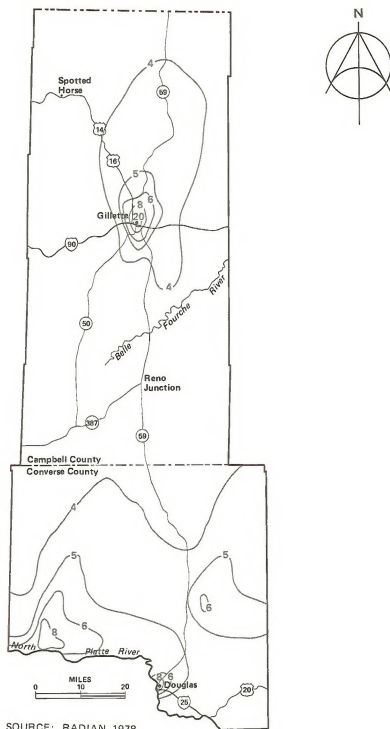 N
4
59
Spotted
Horse
14
16
5
8 6
Gillette 20
90
4
50
Belle Fourche River
Reno
Junction
387
59
Campbell County
Converse County
4
5
5
6
8
6
North Platte River
MILES
0 10 20
8 6
Douglas
20
25
SOURCE: RADIAN 1978